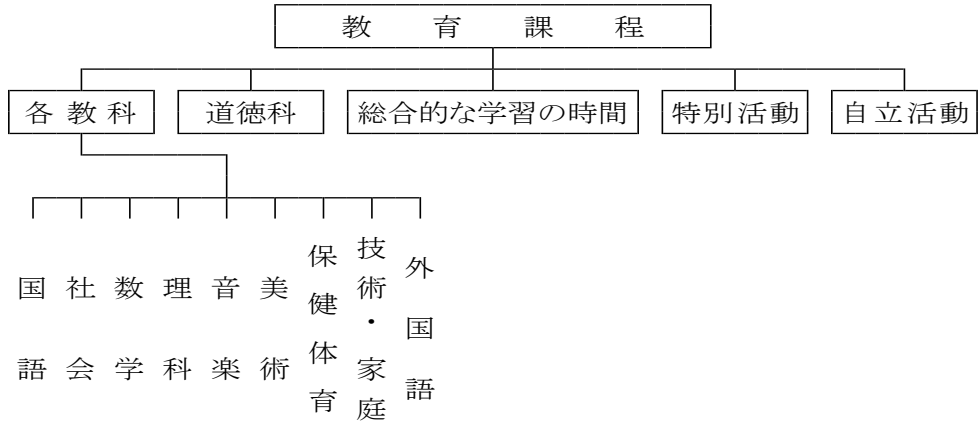 教育課程
各教科
道徳科
総合的な学習の時間
特別活動
自立活動
国語
社会
数学
理科
音楽
美術
保健体育
技術・家庭
外国語